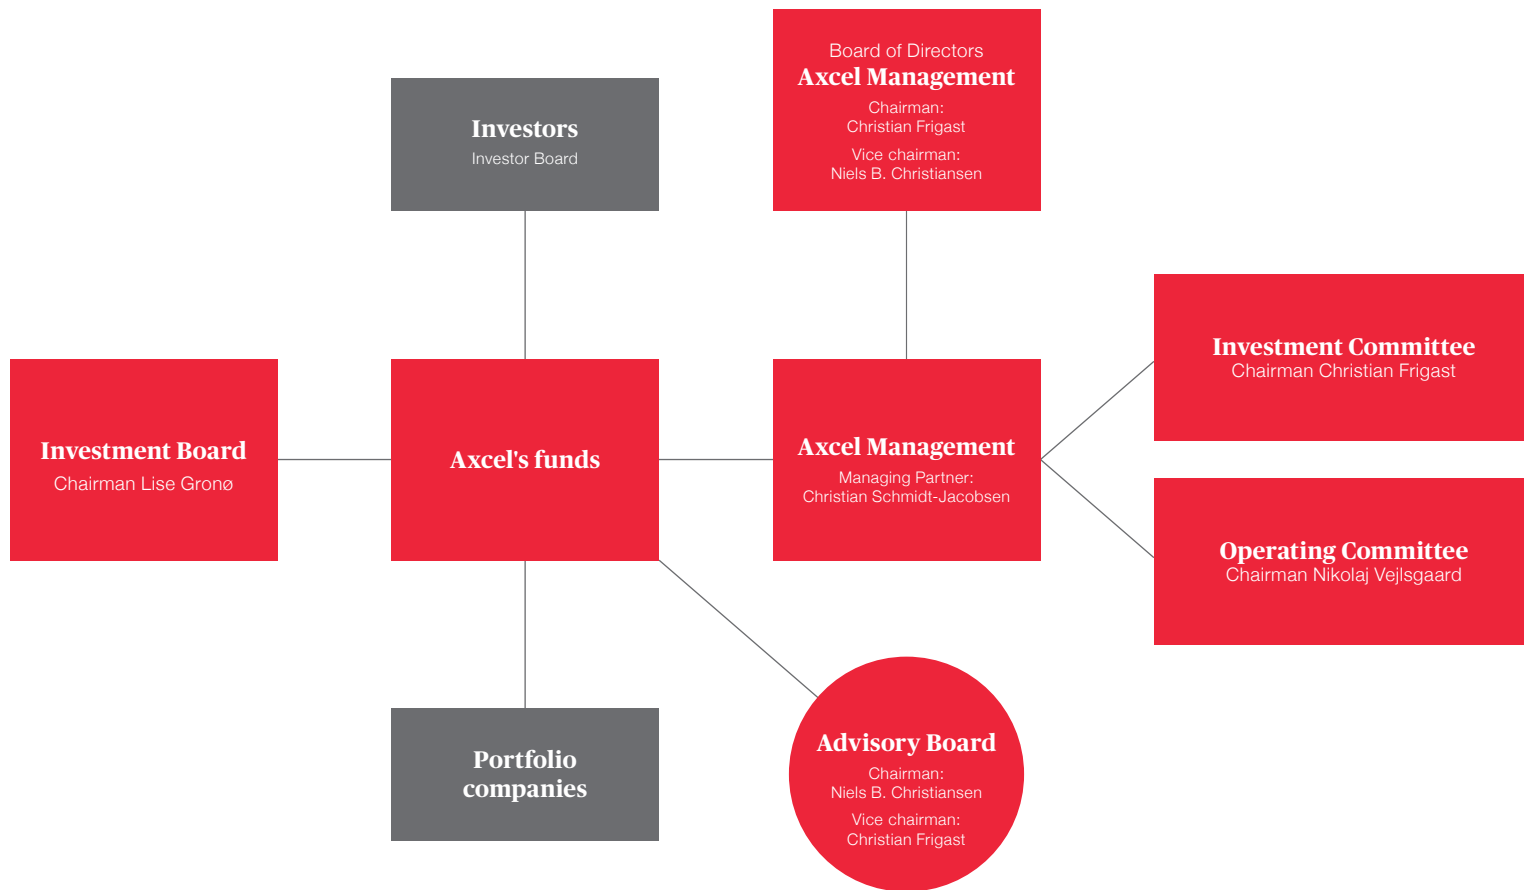 Board of Directors
Axcel Management
Chairman:
Christian Frigast
Vice chairman:
Niels B. Christiansen
Investors
Investor Board
Investment Committee
Chairman Christian Frigast
Investment Board
Chairman Lise Gronø
Axcel's funds
Axcel Management
Managing Partner:
Christian Schmidt-Jacobsen
Operating Committee
Chairman Nikolaj Vejlsgaard
Portfolio
companies
Advisory Board
Chairman:
Niels B. Christiansen
Vice chairman:
Christian Frigast